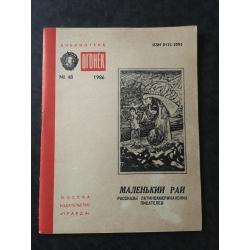 БИБЛИОТЕКА
ОГОНЕК
№ 48
1986
ISSN 0132-2095
МАЛЕНЬКИЙ РАЙ
РАССКАЗЫ ЛАТИНОАМЕРИКАНСКИХ
ПИСАТЕЛЕЙ
МОСКВА
ИЗДАТЕЛЬСТВО
«ПРАВДА»